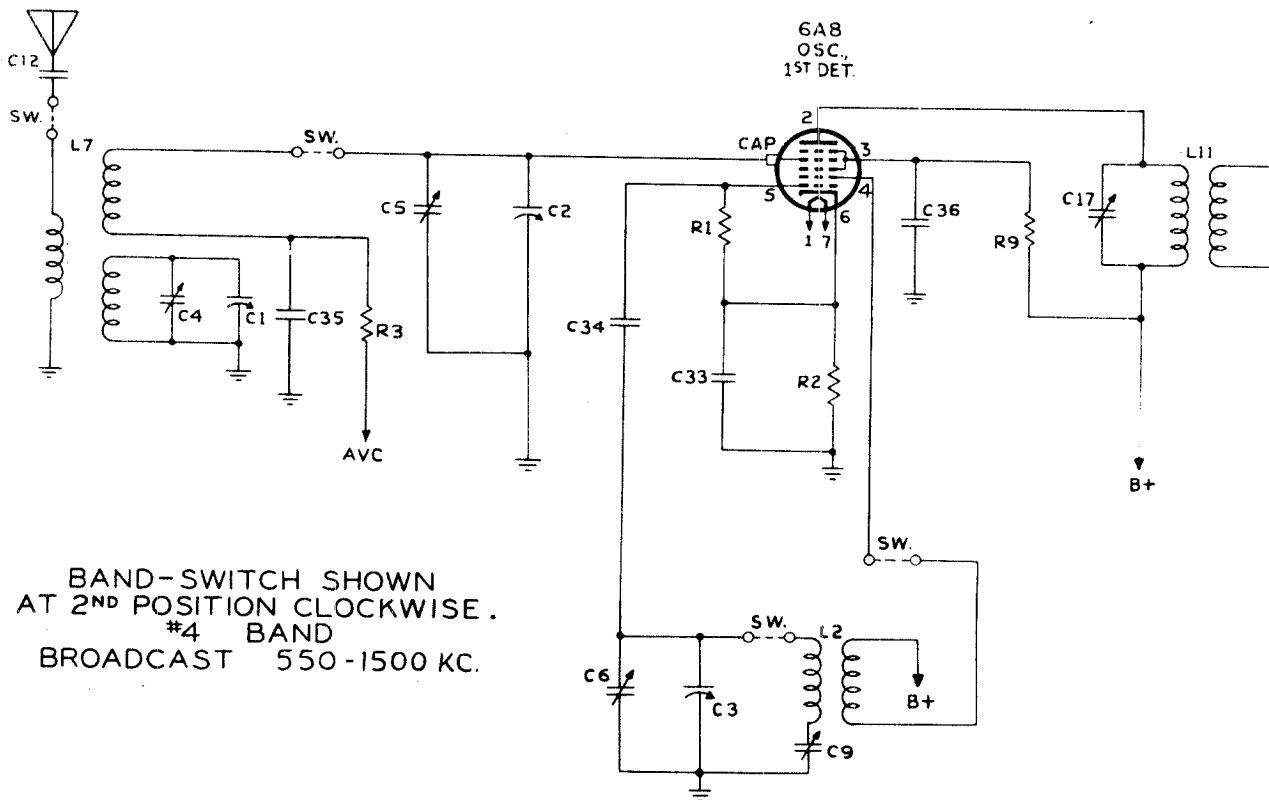 6A8
OSC.,
1ST DET.
C12
SW.
L7
SW.
CAP
2
3
4
5
6
1 7
L11
C5
C2
R1
C36
R9
C17
C4
C1
C35
R3
C34
C33
R2
AVC
B+
SW.
BAND-SWITCH SHOWN
AT 2ND POSITION CLOCKWISE.
#4 BAND
BROADCAST 550-1500 KC.
SW.
L2
C6
C3
B+
C9